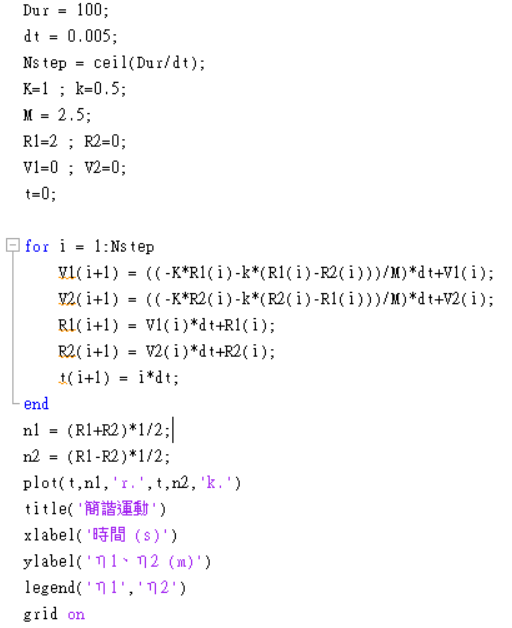 Dur = 100;
dt = 0.005;
Nstep = ceil(Dur/dt);
K=1 ; k=0.5;
M = 2.5;
R1=2 ; R2=0;
V1=0 ; V2=0;
t=0;
for i = 1:Nstep
V1(i+1) = ((-K*R1(i)-k*(R1(i)-R2(i)))/M)*dt+V1(i);
V2(i+1) = ((-K*R2(i)-k*(R2(i)-R1(i)))/M)*dt+V2(i);
R1(i+1) = V1(i)*dt+R1(i);
R2(i+1) = V2(i)*dt+R2(i);
t(i+1) = i*dt;
end
n1 = (R1+R2)*1/2;
n2 = (R1-R2)*1/2;
plot(t,n1,'r.',t,n2,'k.')
title('簡諧運動')
xlabel('時間 (s)')
ylabel('η1、η2 (m)')
legend('η1','η2')
grid on